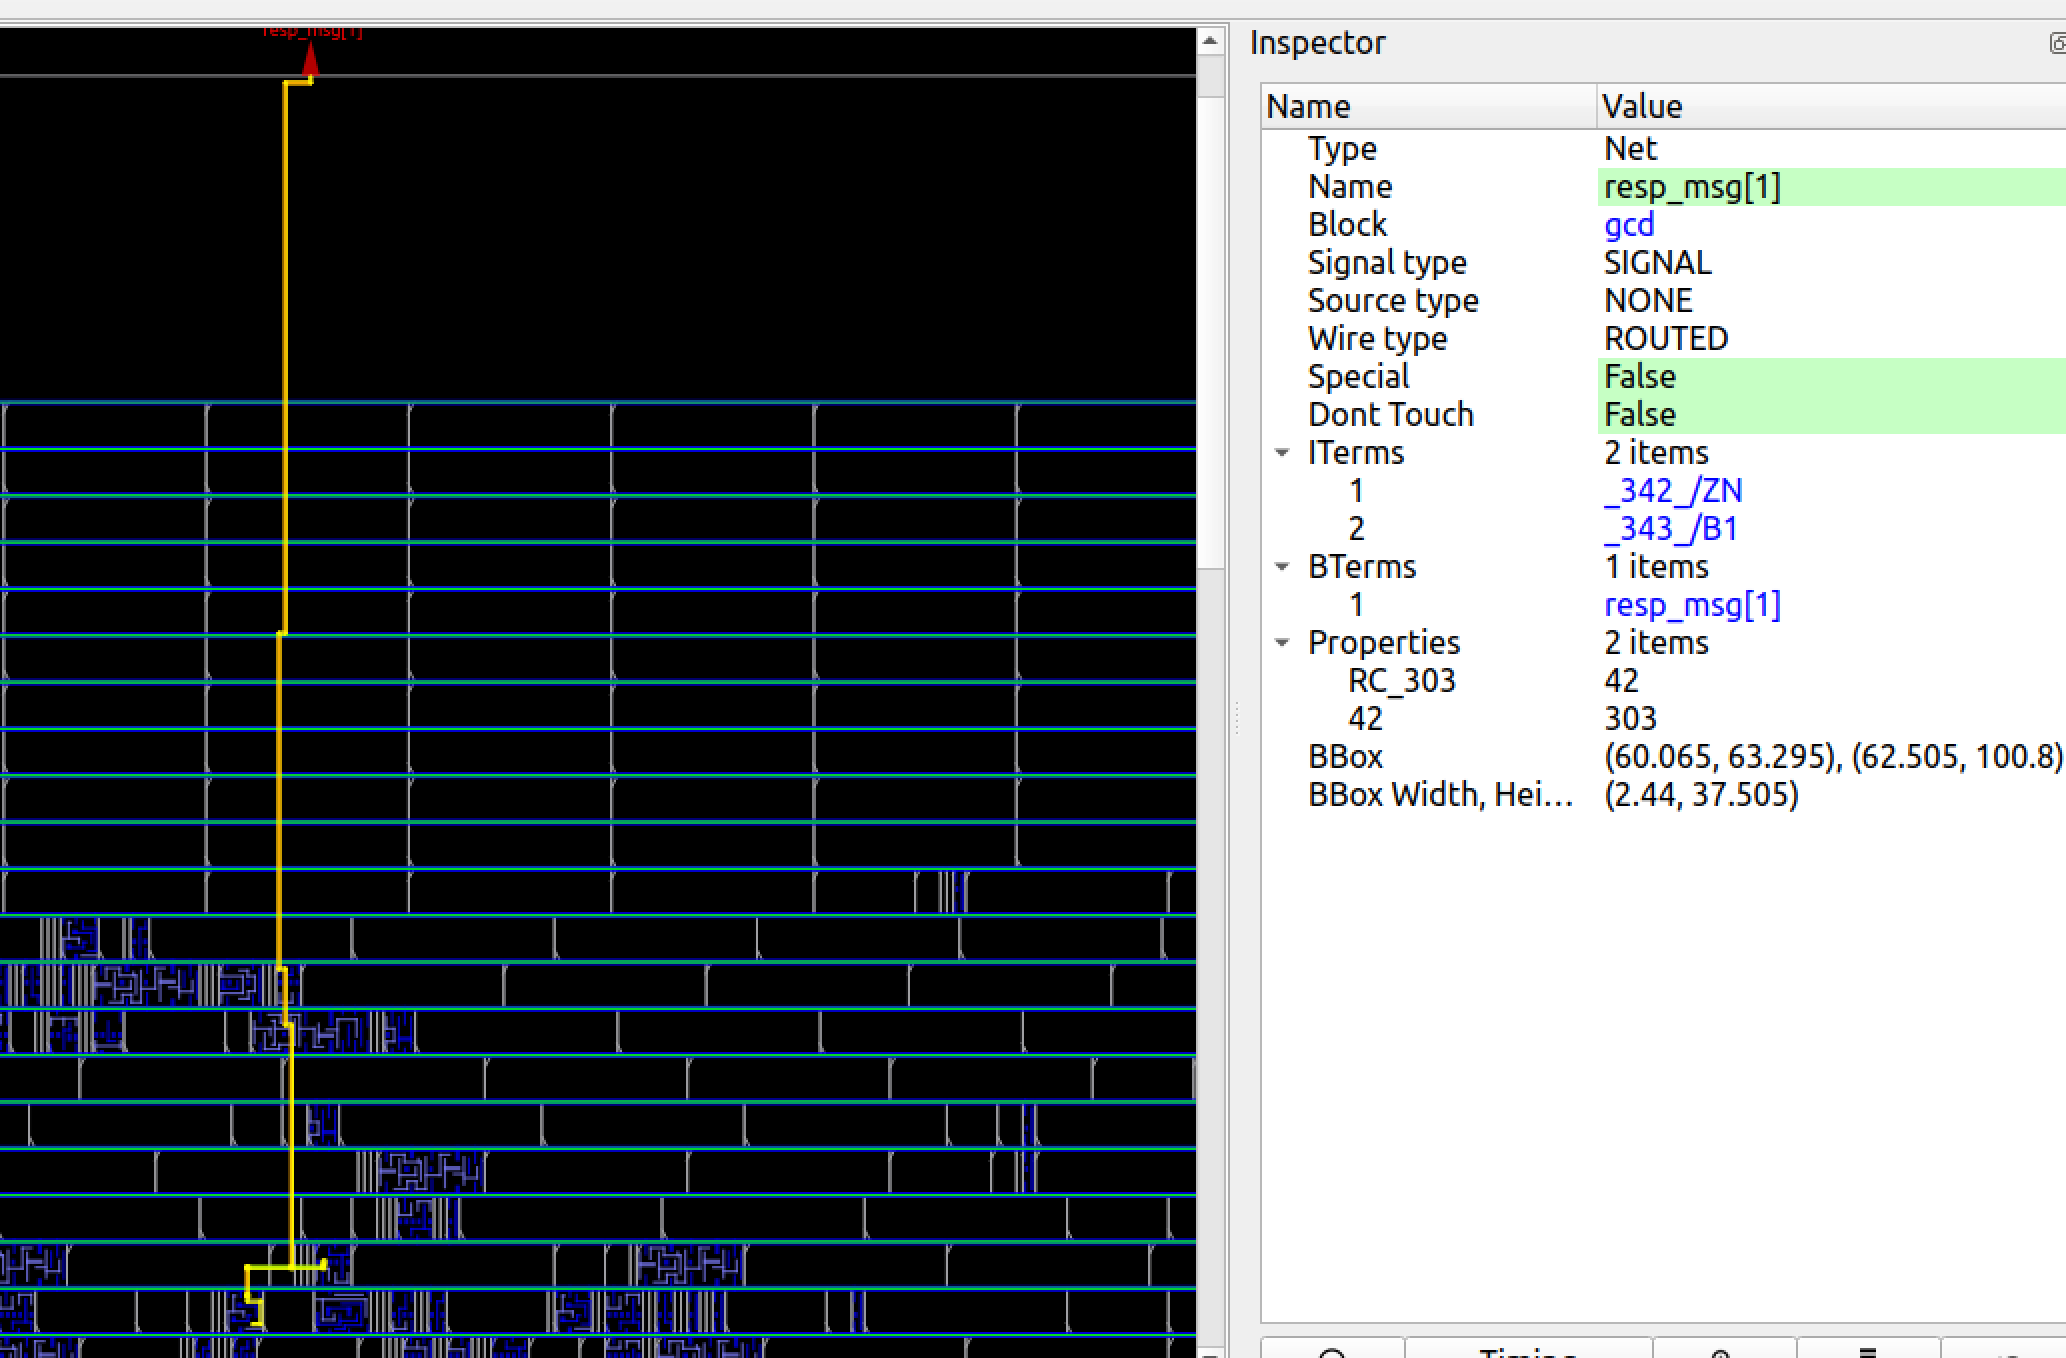 resp_msg[1]
Inspector
Name Value
Type Net
Name resp_msg[1]
Block gcd
Signal type SIGNAL
Source type NONE
Wire type ROUTED
Special False
Dont Touch False
ITerms 2 items
1 _342_/ZN
2 _343_/B1
BTerms 1 items
1 resp_msg[1]
Properties 2 items
RC_303 42
42 303
BBox (60.065, 63.295), (62.505, 100.8)
BBox Width, Hei... (2.44, 37.505)
Timing